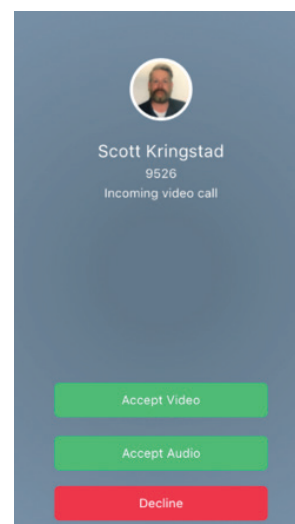 Scott Kringstad
9526
Incoming video call
Accept Video
Accept Audio
Decline